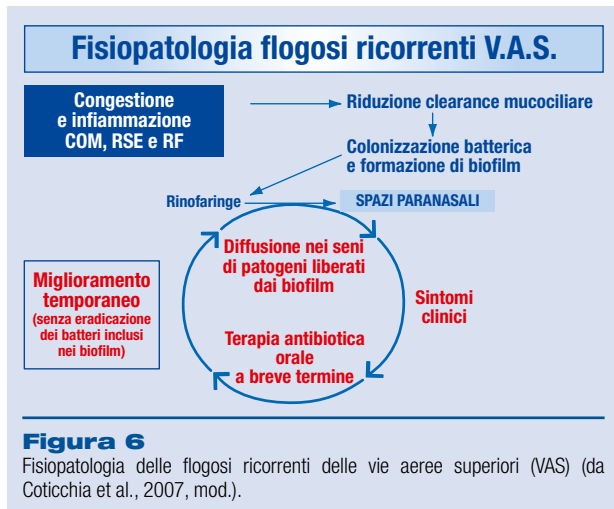 Fisiopatologia flogosi ricorrenti V.A.S.
Congestione
e infiammazione
COM, RSE e RF
Riduzione clearance mucociliare
Colonizzazione batterica
e formazione di biofilm
Rinofaringe
SPAZI PARANASALI
Diffusione nei seni
di patogeni liberati
dai biofilm
Sintomi
clinici
Terapia antibiotica
orale
a breve termine
Miglioramento
temporaneo
(senza eradicazione
dei batteri inclusi
nei biofilm)
Figura 6
Fisiopatologia delle flogosi ricorrenti delle vie aeree superiori (VAS) (da
Coticchia et al., 2007, mod.).